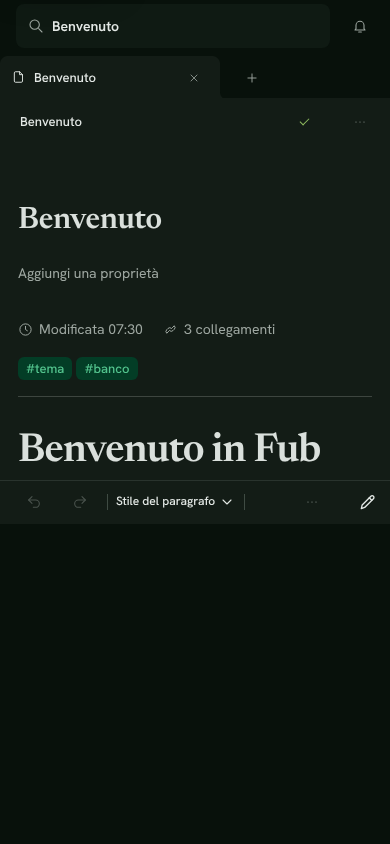 Benvenuto
Benvenuto
Benvenuto
Benvenuto
Aggiungi una proprietà
Modificata 07:30 3 collegamenti
#tema #banco
Benvenuto in Fub
Stile del paragrafo